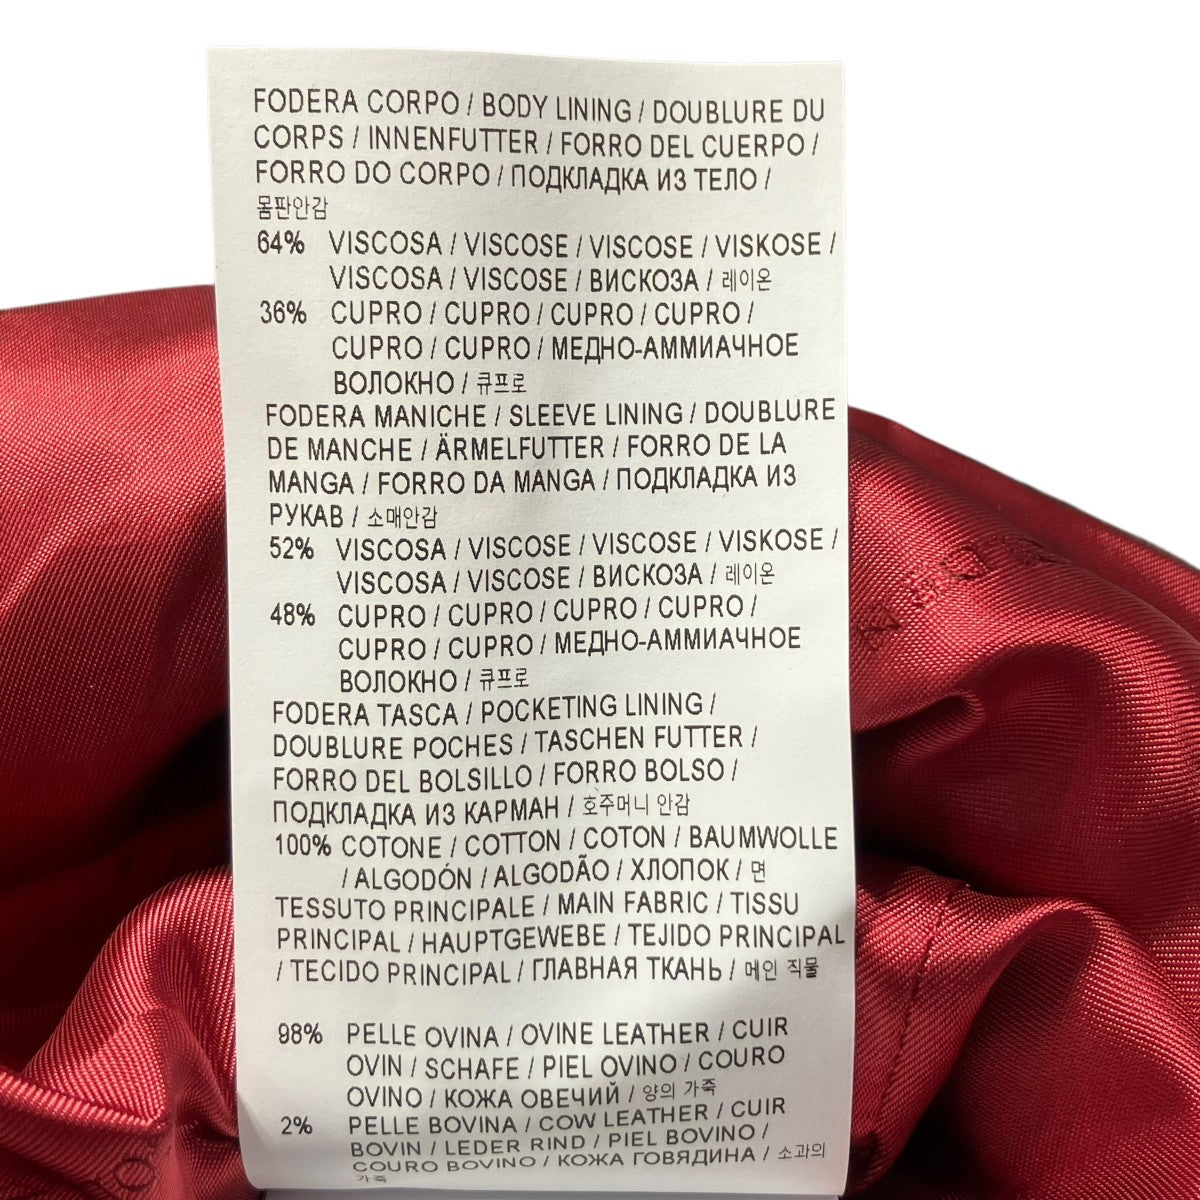 FODERA CORPO / BODY LINING / DOUBLURE DU
CORPS / INNENFUTTER / FORRO DEL CUERPO /
FORRO DO CORPO / ПОДКЛАДКА ИЗ ТЕЛО /
몸판안감
64% VISCOSA / VISCOSE / VISCOSE / VISKOSE /
VISCOSA / VISCOSE / ВИСКОЗА / 레이온
36% CUPRO / CUPRO / CUPRO / CUPRO /
CUPRO / CUPRO / МЕДНО-АММИАЧНОЕ
ВОЛОКНО / 큐프로
FODERA MANICHE / SLEEVE LINING / DOUBLURE
DE MANCHE / ÄRMELFUTTER / FORRO DE LA
MANGA / FORRO DA MANGA / ПОДКЛАДКА ИЗ
РУКАВ / 소매안감
52% VISCOSA / VISCOSE / VISCOSE / VISKOSE /
VISCOSA / VISCOSE / ВИСКОЗА / 레이온
48% CUPRO / CUPRO / CUPRO / CUPRO /
CUPRO / CUPRO / МЕДНО-АММИАЧНОЕ
ВОЛОКНО / 큐프로
FODERA TASCA / POCKETING LINING /
DOUBLURE POCHES / TASCHEN FUTTER /
FORRO DEL BOLSILLO / FORRO BOLSO /
ПОДКЛАДКА ИЗ КАРМАН / 호주머니 안감
100% COTONE / COTTON / COTON / BAUMWOLLE
/ ALGODÓN / ALGODÃO / ХЛОПОК / 면
TESSUTO PRINCIPALE / MAIN FABRIC / TISSU
PRINCIPAL / HAUPTGEWEBE / TEJIDO PRINCIPAL
/ TECIDO PRINCIPAL / ГЛАВНАЯ ТКАНЬ / 메인 직물
98% PELLE OVINA / OVINE LEATHER / CUIR
OVIN / SCHAFE / PIEL OVINO / COURO
OVINO / КОЖА ОВЕЧИЙ / 양의 가죽
2% PELLE BOVINA / COW LEATHER / CUIR
BOVIN / LEDER RIND / PIEL BOVINO /
COURO BOVINO / КОЖА ГОВЯДИНА / 소과의
가죽